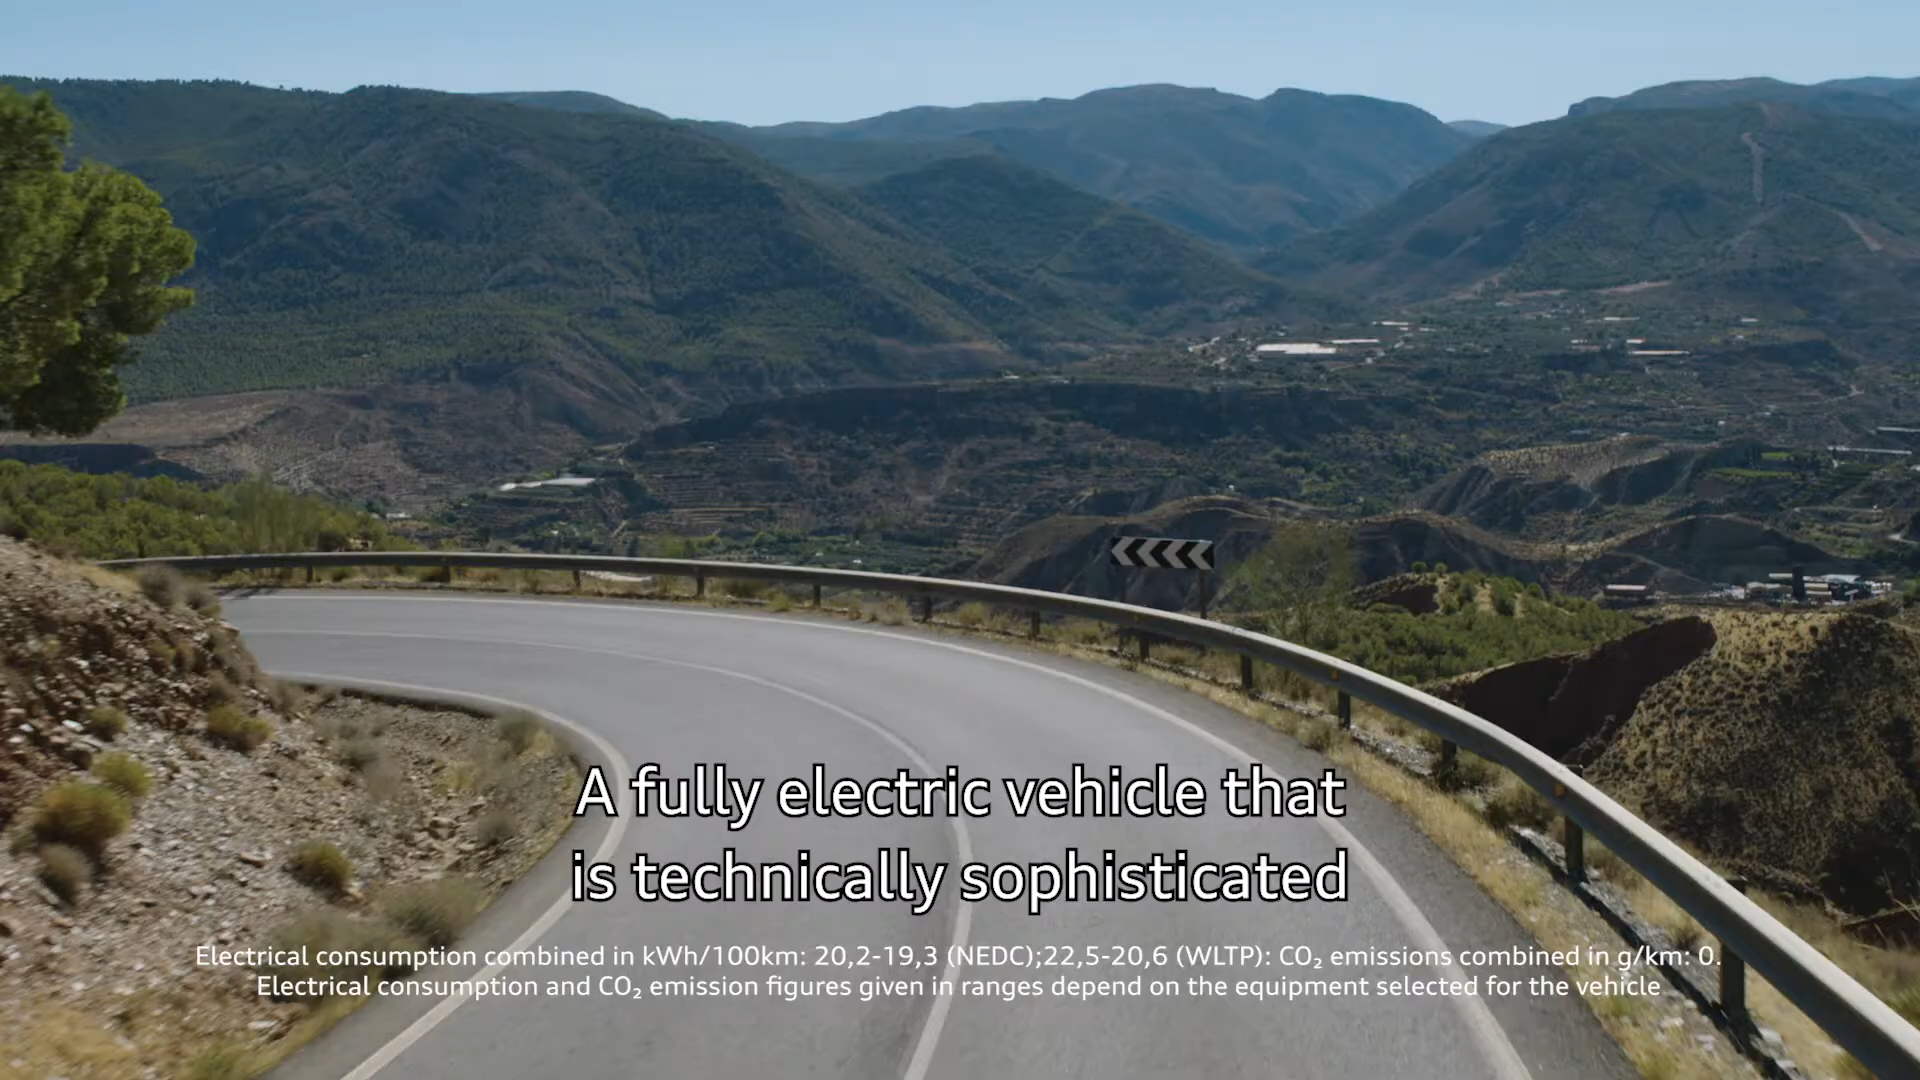 A fully electric vehicle that
is technically sophisticated
Electrical consumption combined in kWh/100km: 20,2-19,3 (NEDC);22,5-20,6 (WLTP): CO₂ emissions combined in g/km: 0.
Electrical consumption and CO₂ emission figures given in ranges depend on the equipment selected for the vehicle